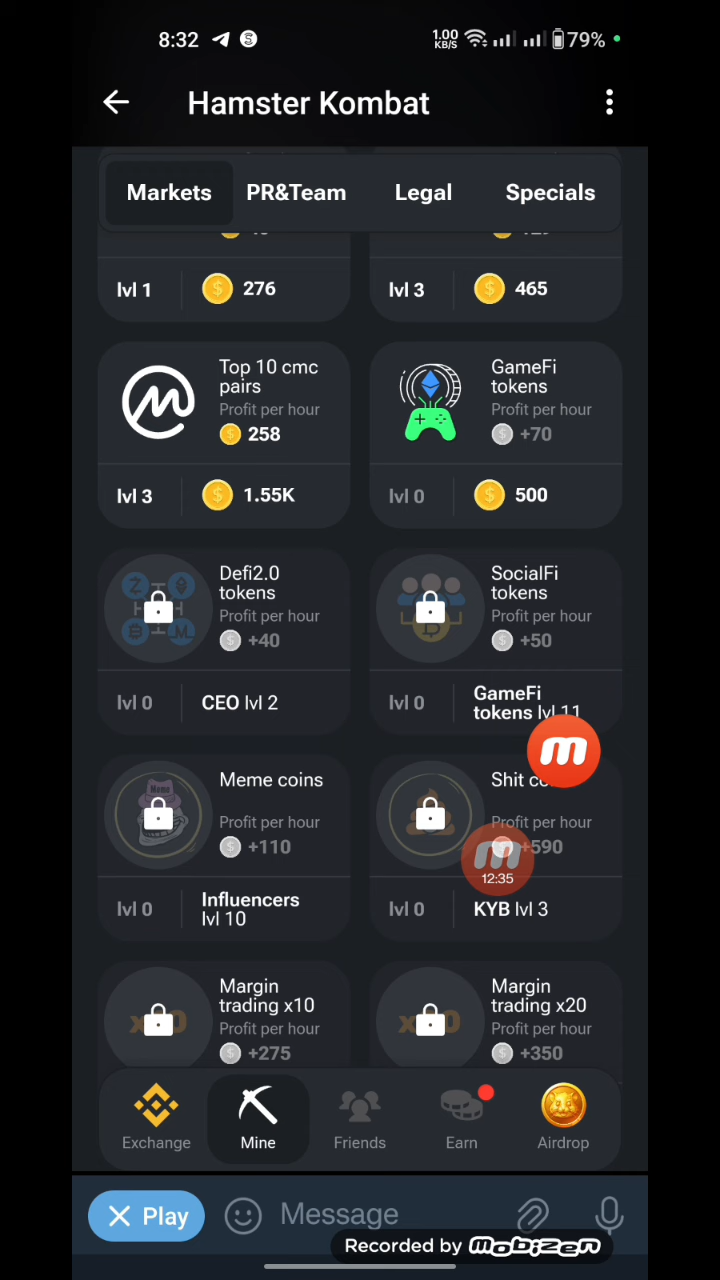 8:32
1.00
KB/S
79%
Hamster Kombat
Markets
PR&Team
Legal
Specials
lvl 1
276
lvl 3
465
Top 10 cmc
pairs
Profit per hour
258
lvl 3
1.55K
GameFi
tokens
Profit per hour
+70
lvl 0
500
Defi2.0
tokens
Profit per hour
+40
lvl 0
CEO lvl 2
SocialFi
tokens
Profit per hour
+50
lvl 0
GameFi
tokens lvl 11
Meme coins
Profit per hour
+110
lvl 0
Influencers
lvl 10
Shit
Profit per hour
+590
12:35
lvl 0
KYB lvl 3
Margin
trading x10
Profit per hour
+275
Margin
trading x20
Profit per hour
+350
Exchange
Mine
Friends
Earn
Airdrop
Play
Message
Recorded by mobizen